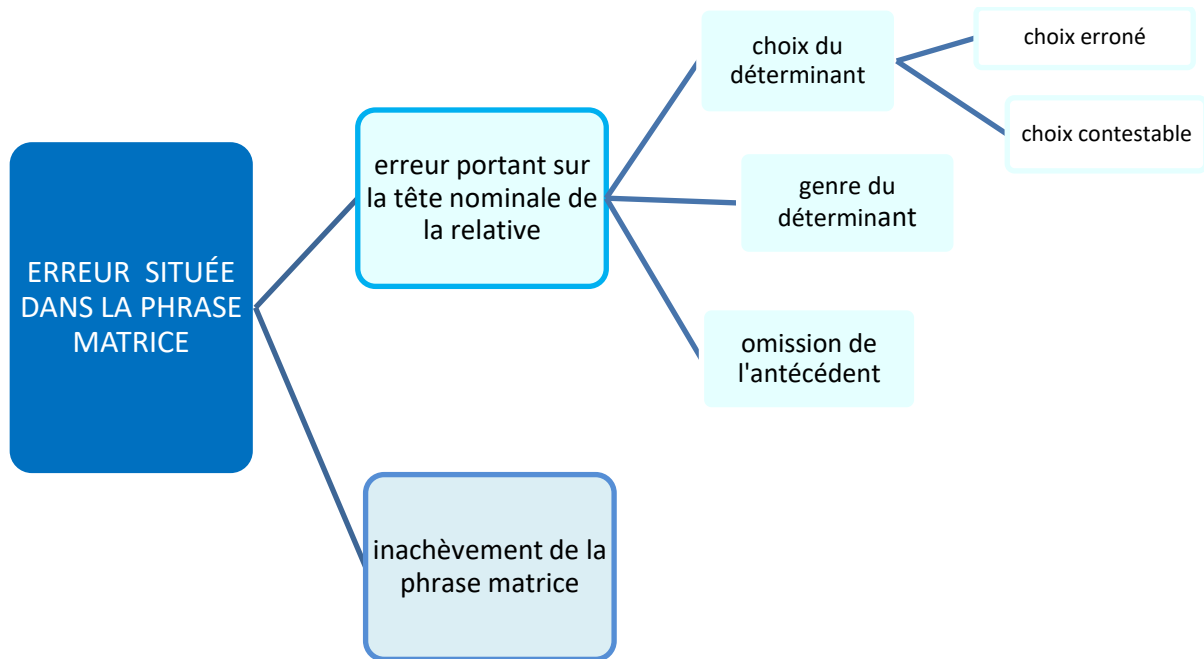 ERREUR SITUÉE
DANS LA PHRASE
MATRICE
erreur portant sur
la tête nominale de
la relative
choix du
déterminant
choix erroné
choix contestable
genre du
déterminant
omission de
l'antécédent
inachèvement de la
phrase matrice